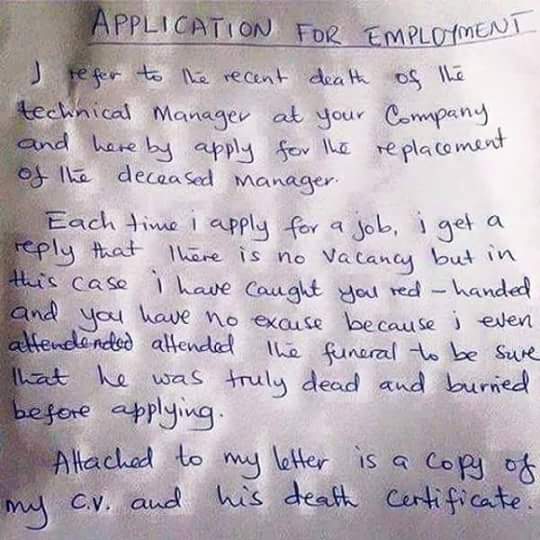 APPLICATION FOR EMPLOYMENT
I refer to the recent death of the
technical Manager at your Company
and here by apply for the replacement
of the deceased manager.
Each time i apply for a job, i get a
reply that there is no vacancy but in
this case i have caught you red-handed
and you have no excuse because i even
attended the funeral to be sure
that he was truly dead and burried
before applying.
Attached to my letter is a copy of
my C.V. and his death certificate.